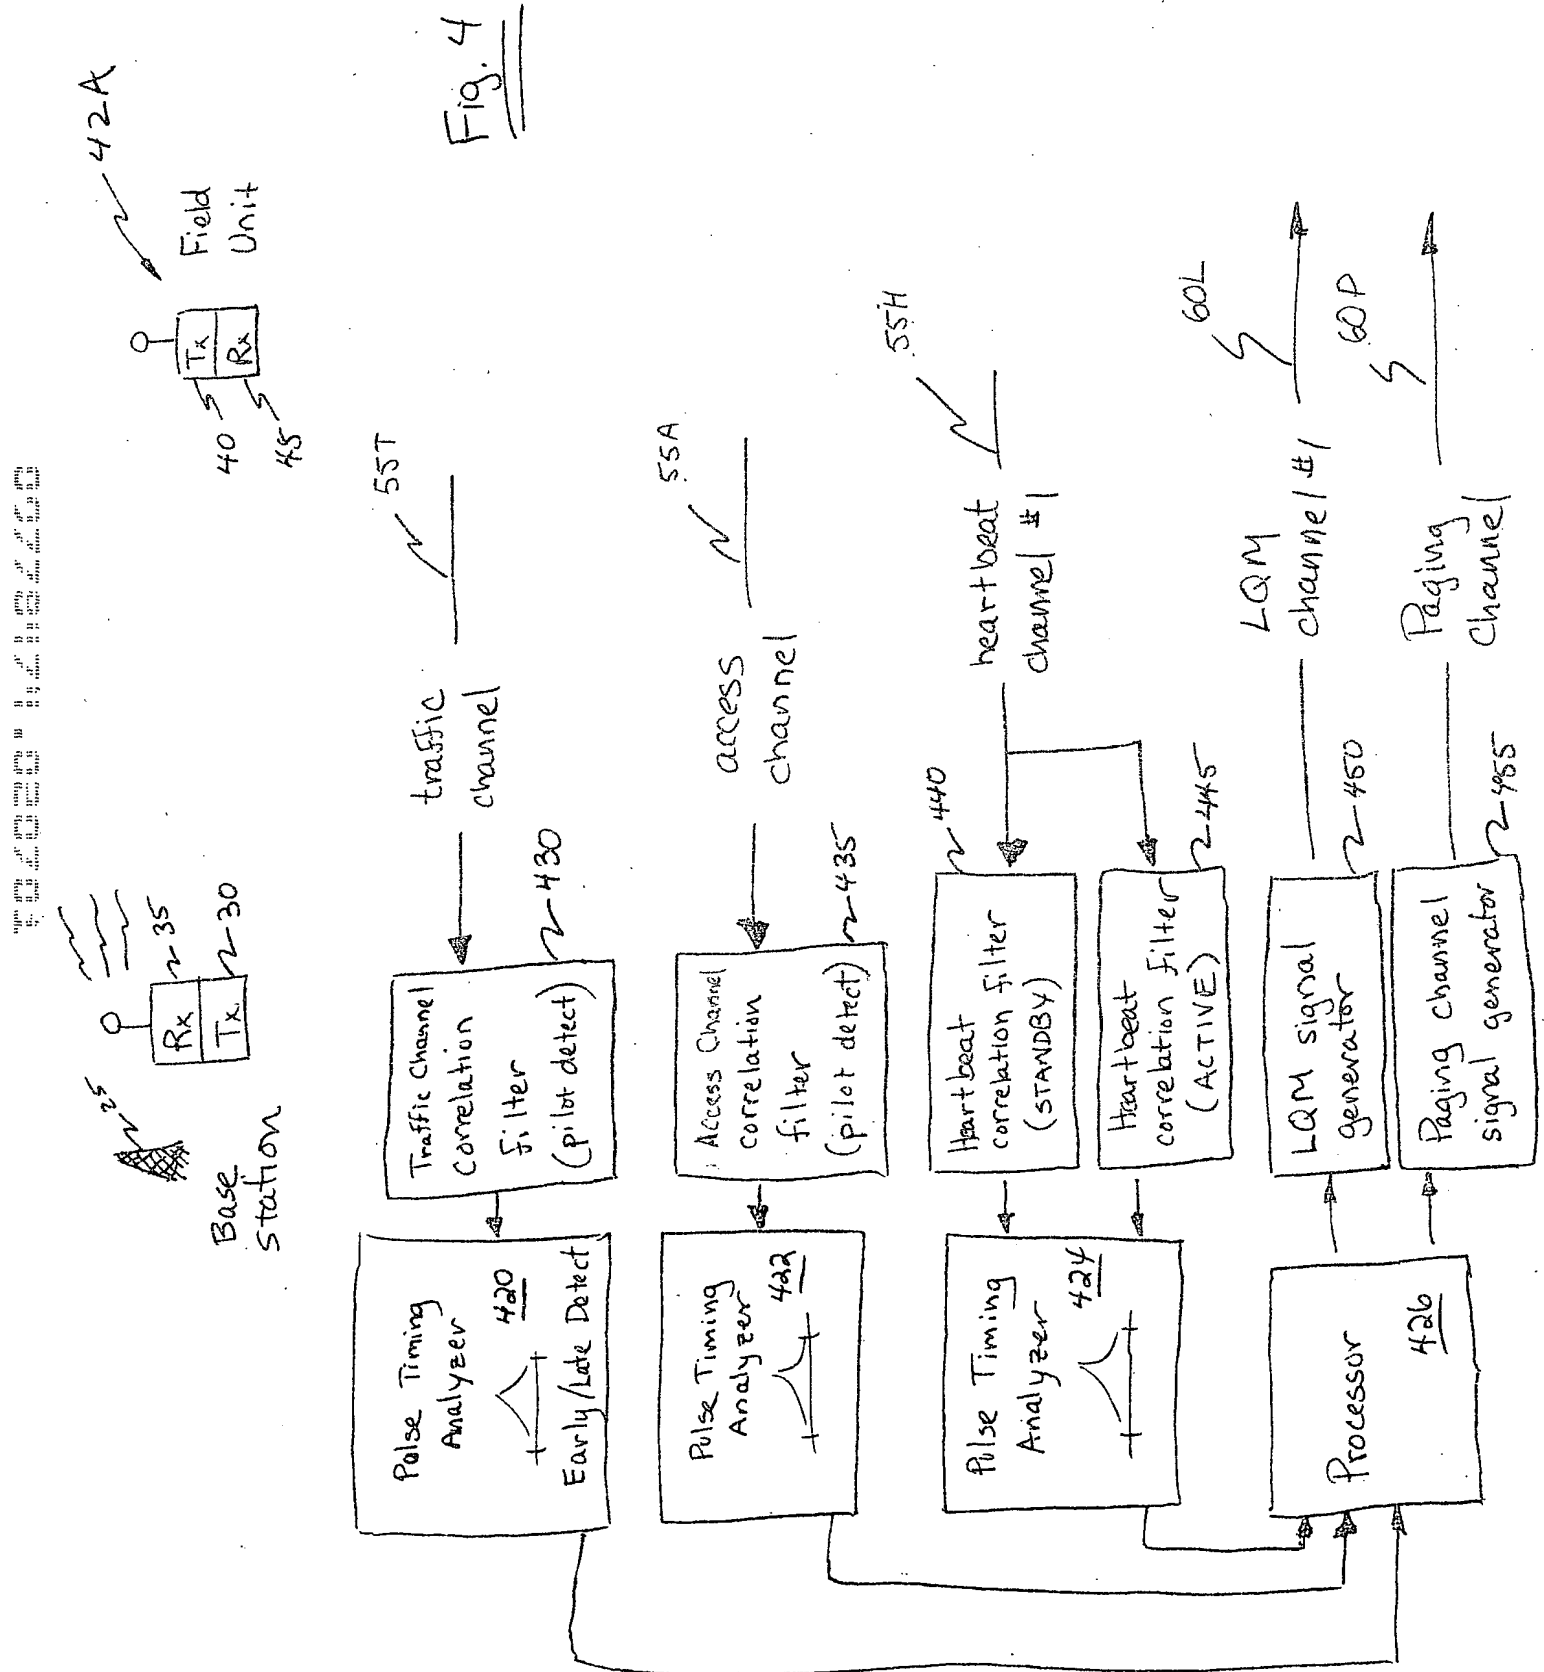 Fig. 4
42A
Field
Unit
Tx
Rx
40
45
25
Base
Station
Rx
Tx
35
30
Pulse Timing
Analyzer
420
Early/Late Detect
Traffic Channel
Correlation
filter
(pilot detect)
430
traffic
channel
55T
Pulse Timing
Analyzer
422
Access Channel
correlation
filter
(pilot detect)
435
access
channel
55A
Pulse Timing
Analyzer
424
Heartbeat
correlation filter
(STANDBY)
440
Heartbeat
correlation filter
(ACTIVE)
445
heartbeat
channel #1
55H
Processor
426
LQM signal
generator
450
LQM
channel #1
60L
Paging channel
signal generator
455
Paging
Channel
60P